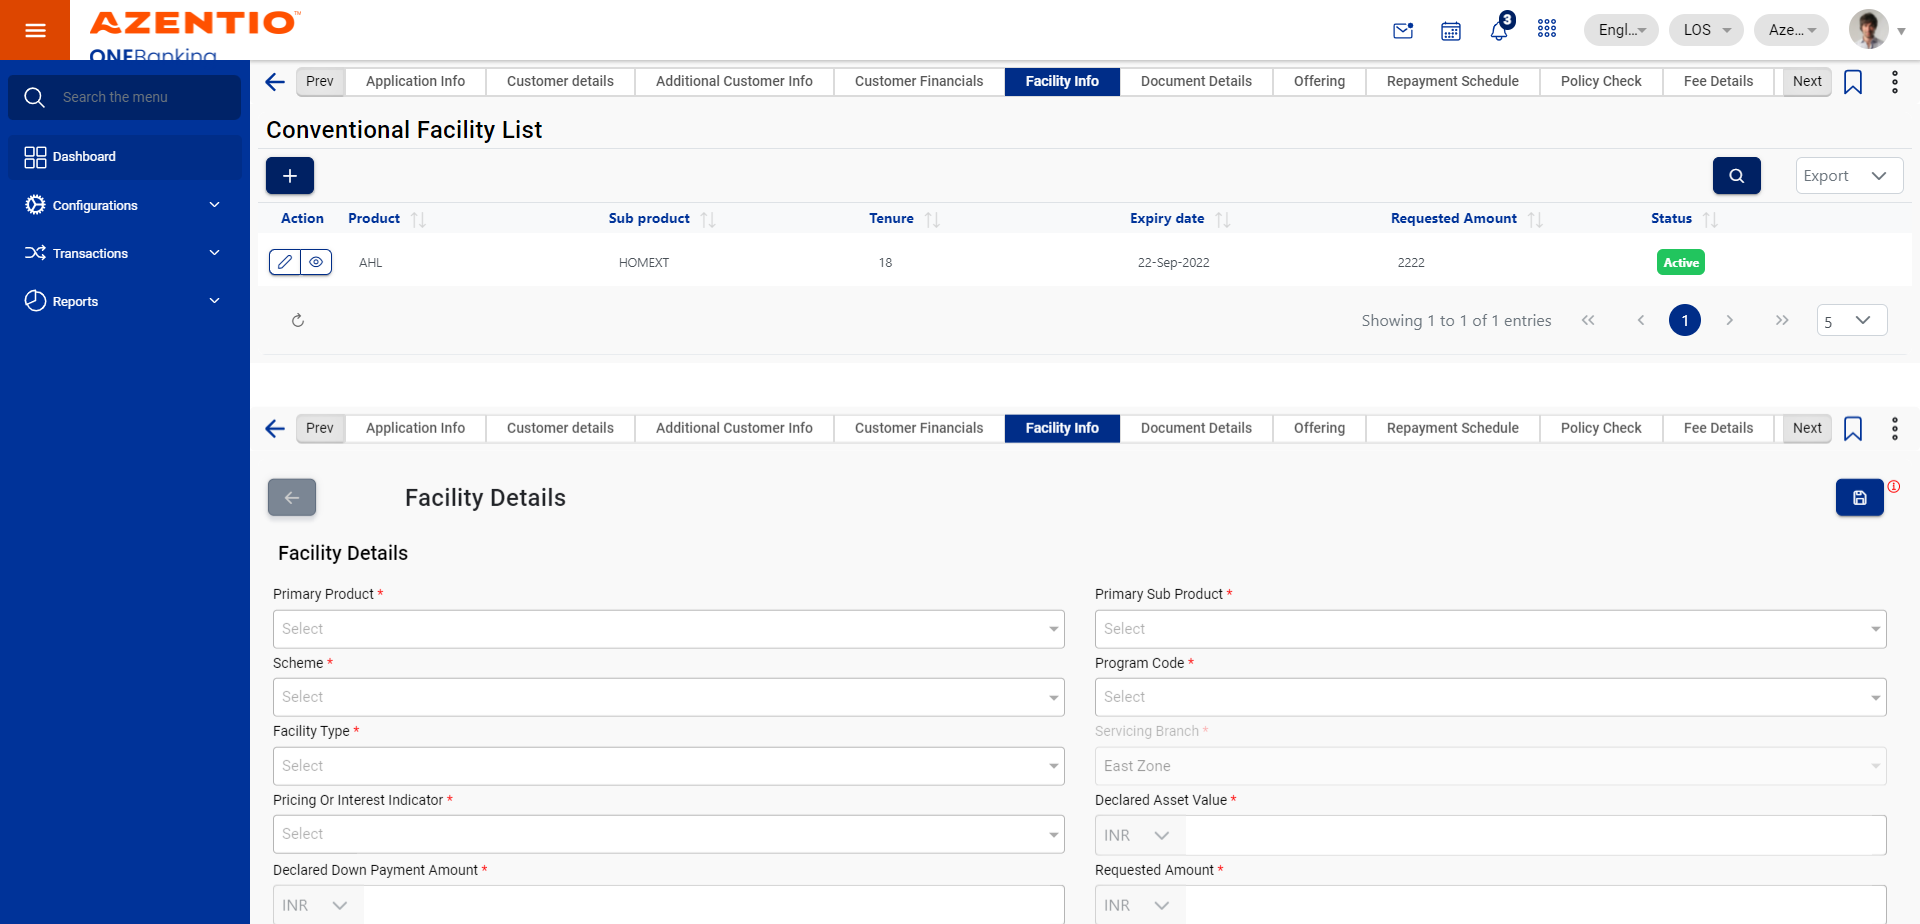 AZENTIO™
ONEBanking
3
Engl...
LOS
Aze...
Search the menu
Dashboard
Configurations
Transactions
Reports
Prev
Application Info
Customer details
Additional Customer Info
Customer Financials
Facility Info
Document Details
Offering
Repayment Schedule
Policy Check
Fee Details
Next
Conventional Facility List
Export
Action Product Sub product Tenure Expiry date Requested Amount Status
AHL HOMEXT 18 22-Sep-2022 2222 Active
Showing 1 to 1 of 1 entries
1
5
Prev
Application Info
Customer details
Additional Customer Info
Customer Financials
Facility Info
Document Details
Offering
Repayment Schedule
Policy Check
Fee Details
Next
Facility Details
Facility Details
Primary Product *
Select
Primary Sub Product *
Select
Scheme *
Select
Program Code *
Select
Facility Type *
Select
Servicing Branch *
East Zone
Pricing Or Interest Indicator *
Select
Declared Asset Value *
INR
Declared Down Payment Amount *
INR
Requested Amount *
INR